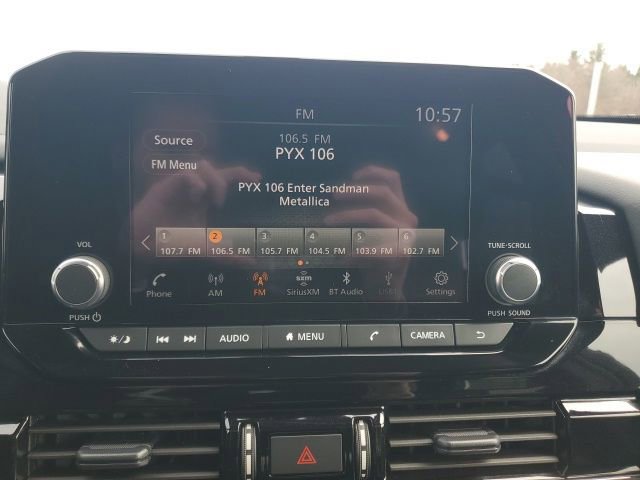 FM
10:57
Source
106.5 FM
PYX 106
FM Menu
PYX 106 Enter Sandman
Metallica
1 2 3 4 5 6
107.7 FM 106.5 FM 105.7 FM 104.5 FM 103.9 FM 102.7 FM
Phone AM FM SiriusXM BT Audio Settings
VOL
PUSH
TUNE·SCROLL
PUSH SOUND
AUDIO MENU CAMERA